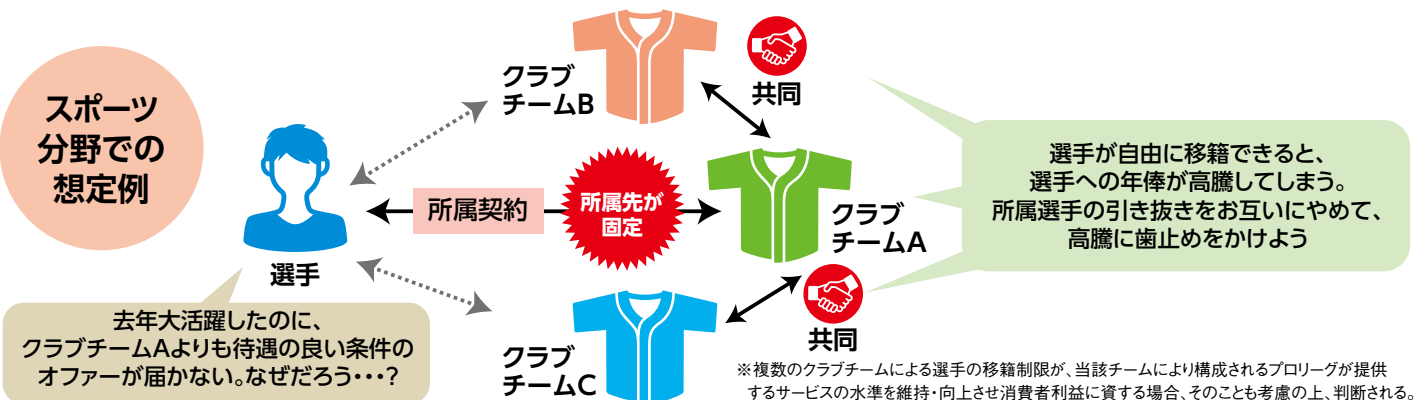 スポーツ
分野での
想定例
クラブ
チームB
共同
選手
所属契約
所属先が
固定
クラブ
チームA
選手が自由に移籍できると、
選手への年俸が高騰してしまう。
所属選手の引き抜きをお互いにやめて、
高騰に歯止めをかけよう
去年大活躍したのに、
クラブチームAよりも待遇の良い条件の
オファーが届かない。なぜだろう・・・?
クラブ
チームC
共同
※複数のクラブチームによる選手の移籍制限が、当該チームにより構成されるプロリーグが提供
するサービスの水準を維持・向上させ消費者利益に資する場合、そのことも考慮の上、判断される。